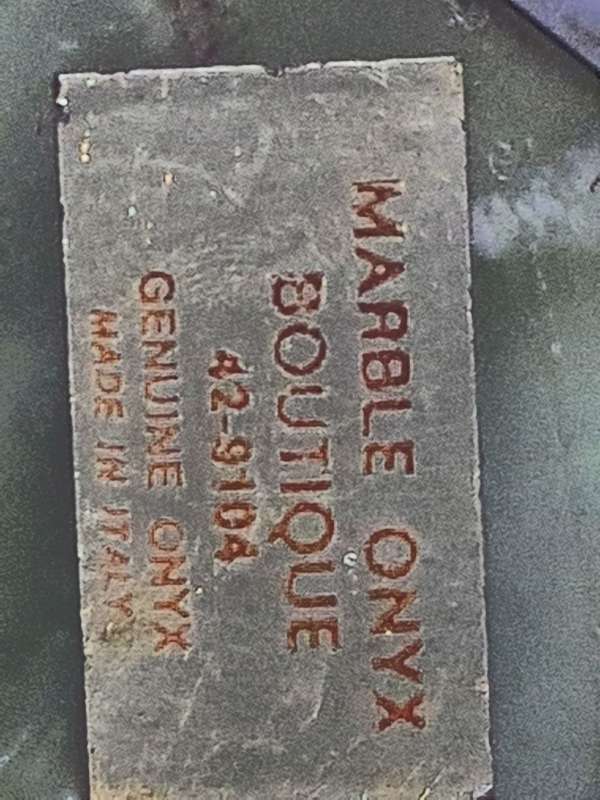 MARBLE ONYX
BOUTIQUE
42-9104
GENUINE ONYX
MADE IN ITALY